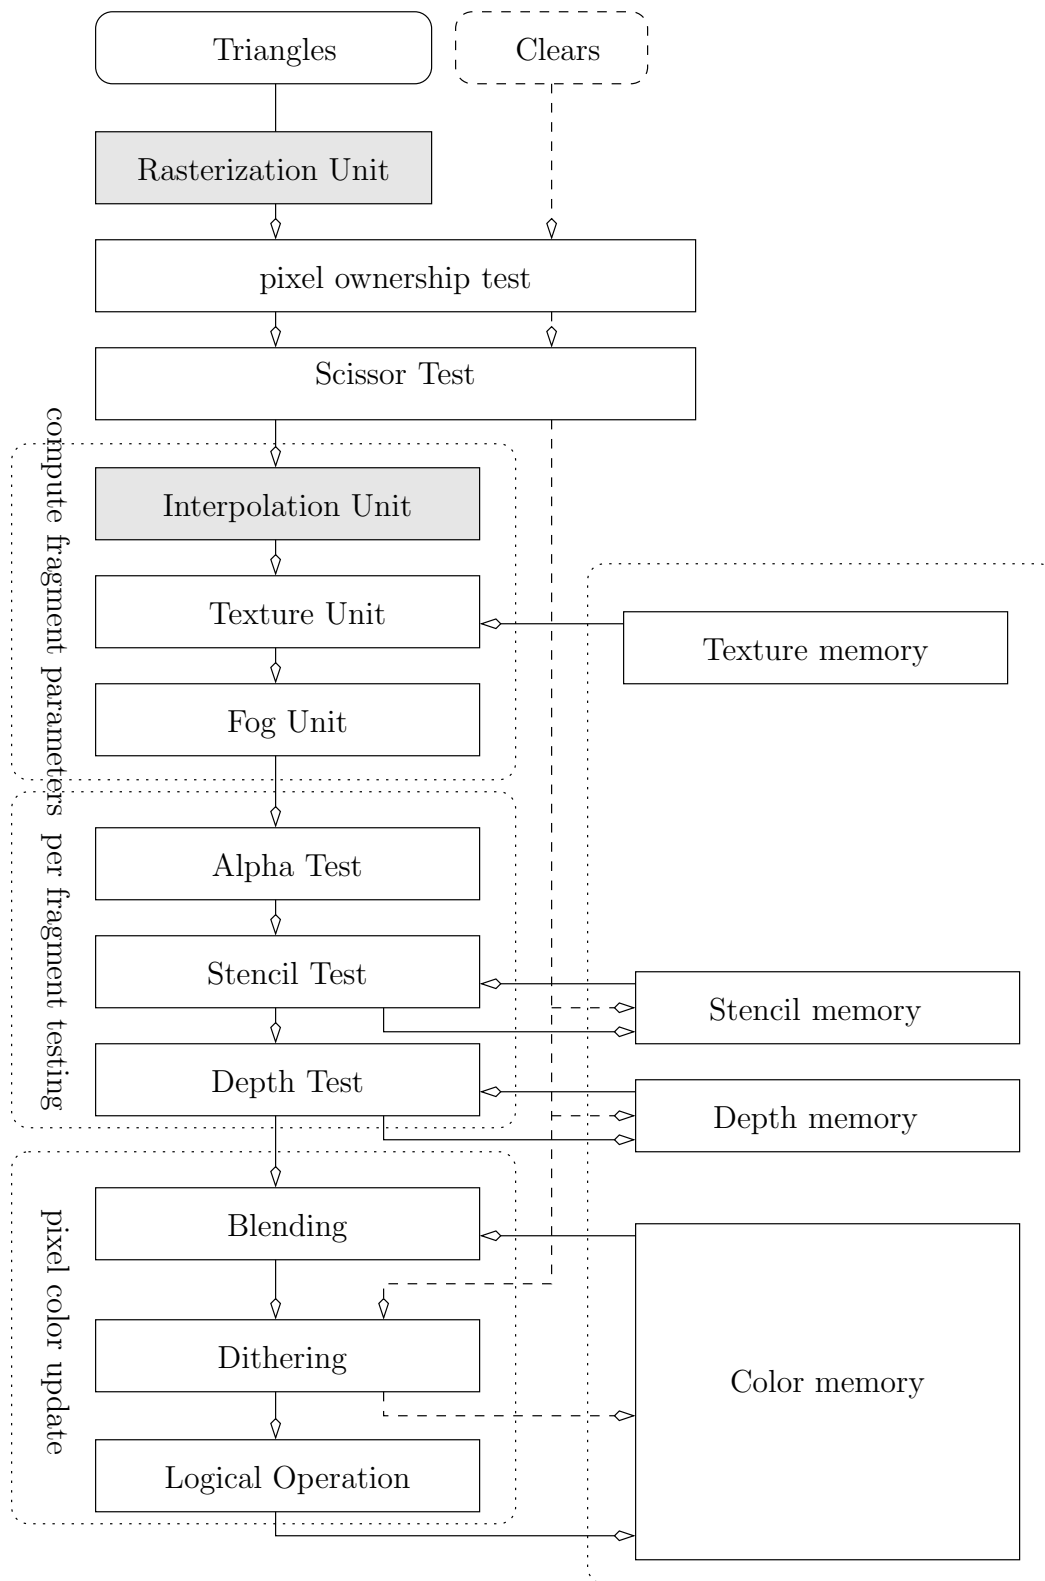 Triangles
Clears
Rasterization Unit
pixel ownership test
Scissor Test
compute fragment parameters
Interpolation Unit
Texture Unit
Texture memory
Fog Unit
per fragment testing
Alpha Test
Stencil Test
Stencil memory
Depth Test
Depth memory
pixel color update
Blending
Dithering
Color memory
Logical Operation